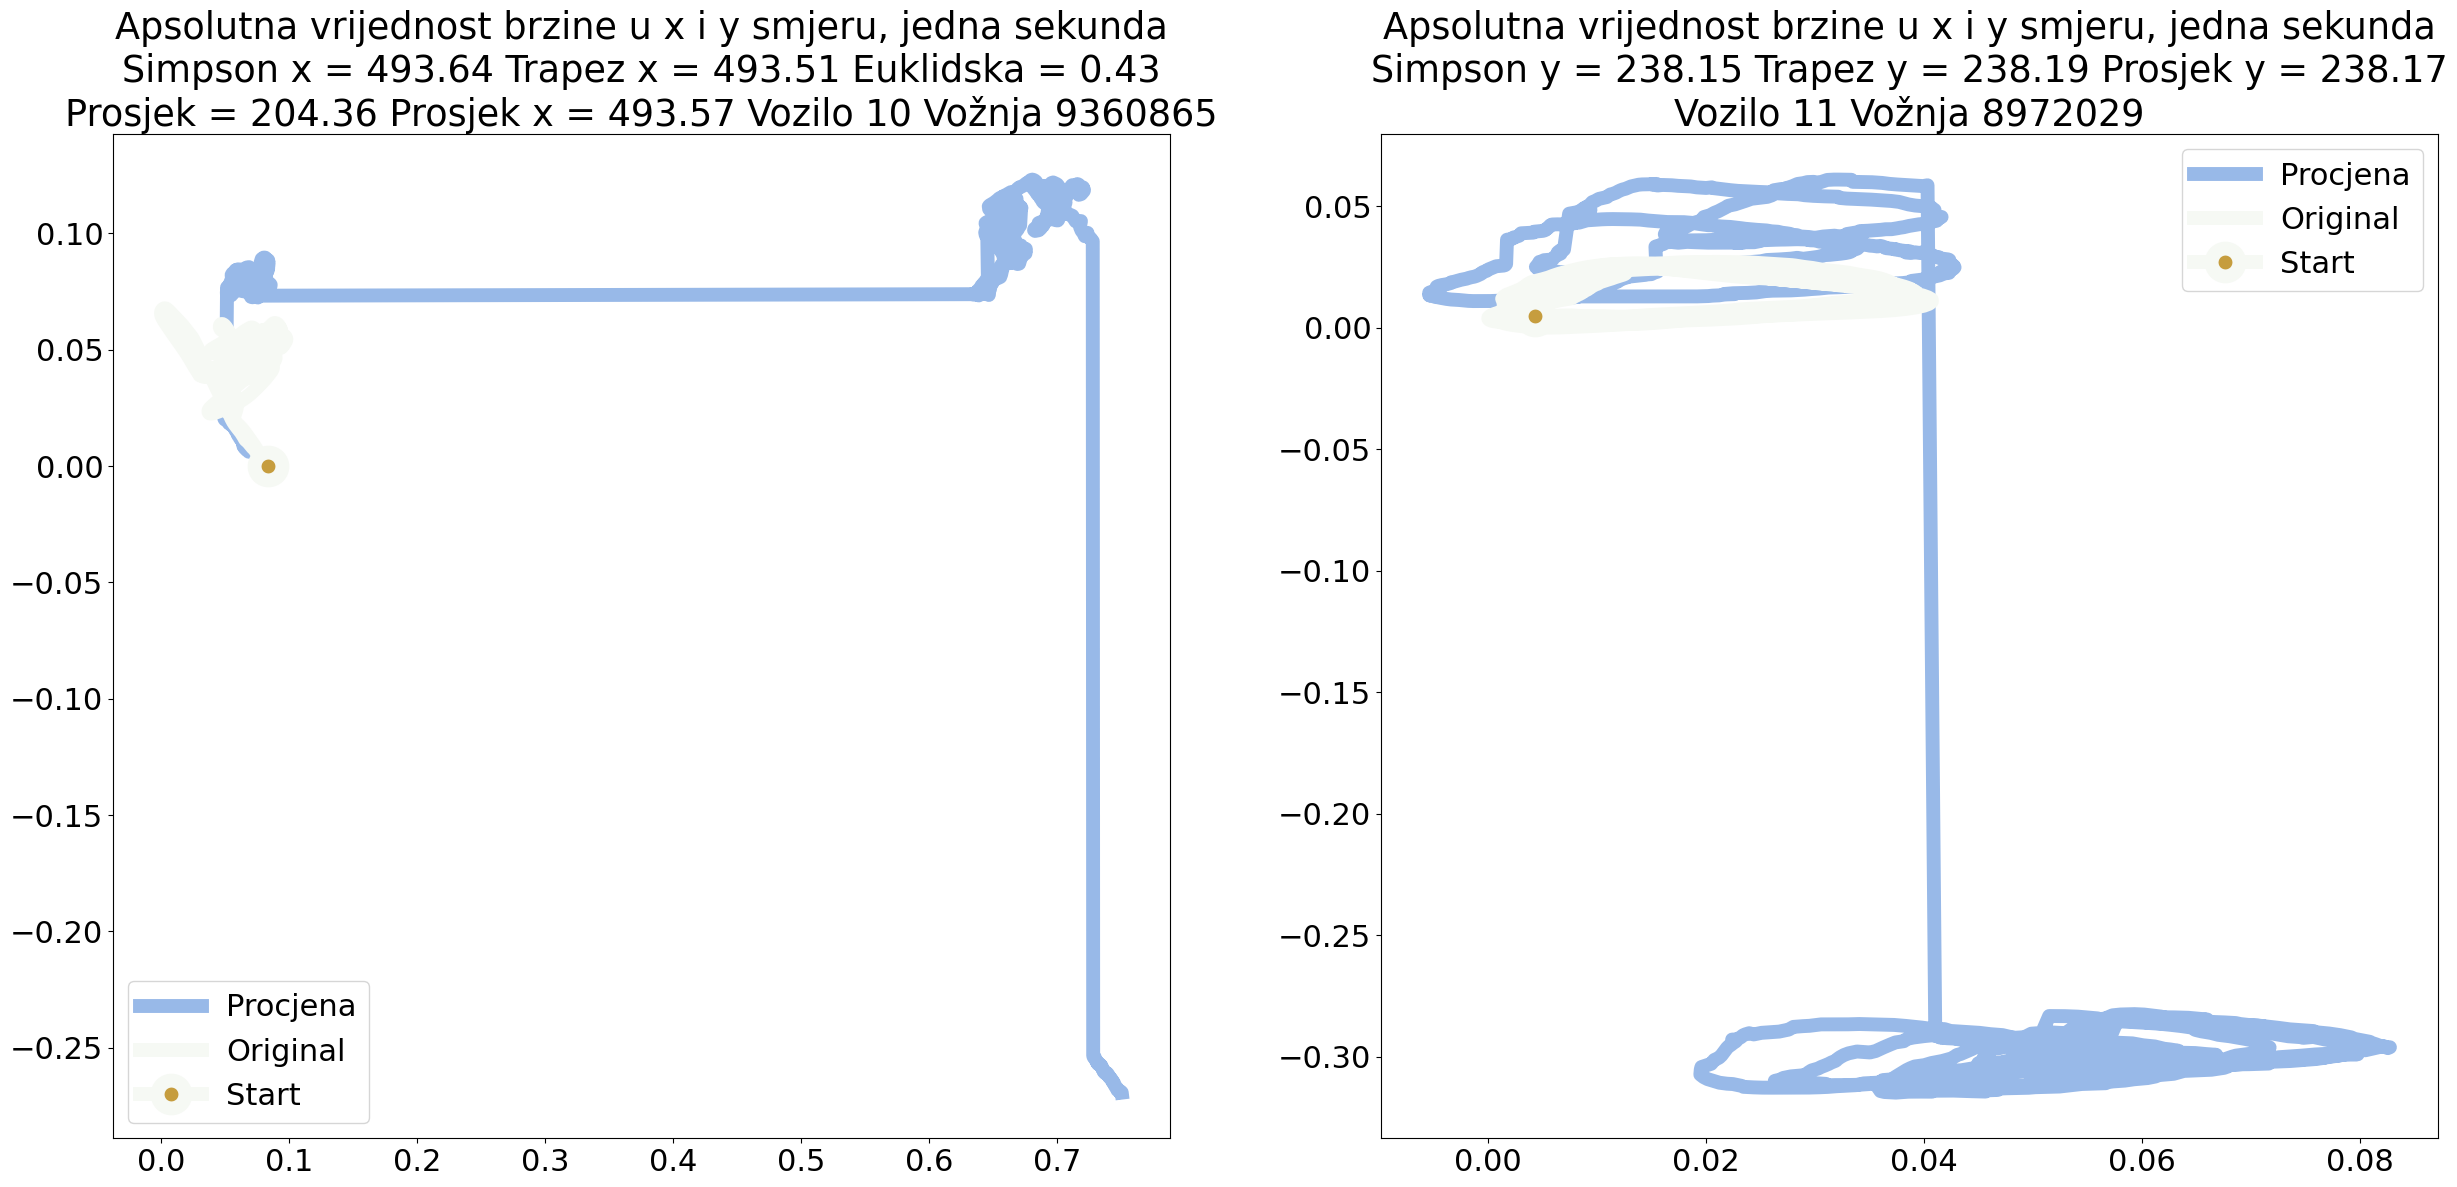 Apsolutna vrijednost brzine u x i y smjeru, jedna sekunda
Simpson x = 493.64 Trapez x = 493.51 Euklidska = 0.43
Prosjek = 204.36 Prosjek x = 493.57 Vozilo 10 Vožnja 9360865
0.10
0.05
0.00
−0.05
−0.10
−0.15
−0.20
−0.25
Procjena
Original
Start
0.0 0.1 0.2 0.3 0.4 0.5 0.6 0.7
Apsolutna vrijednost brzine u x i y smjeru, jedna sekunda
Simpson y = 238.15 Trapez y = 238.19 Prosjek y = 238.17
Vozilo 11 Vožnja 8972029
Procjena
Original
Start
0.05
0.00
−0.05
−0.10
−0.15
−0.20
−0.25
−0.30
0.00 0.02 0.04 0.06 0.08